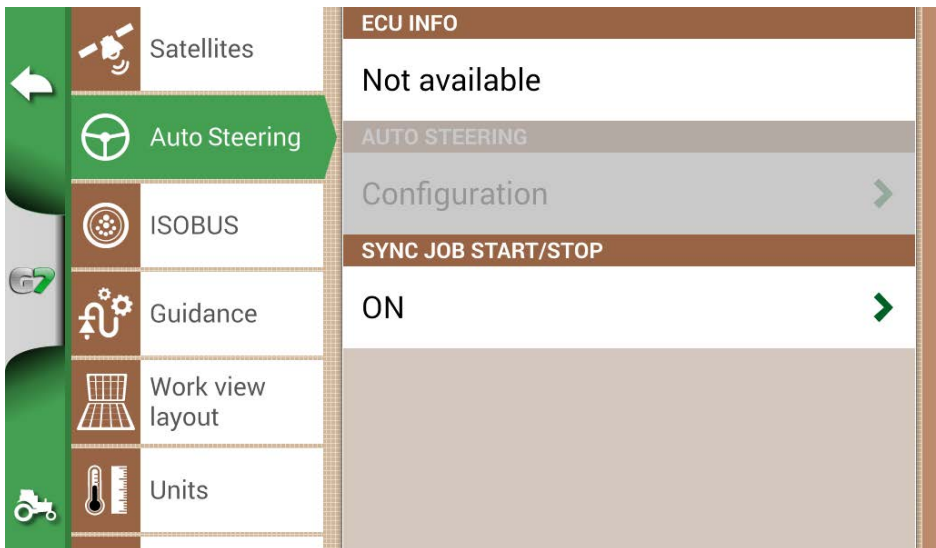 Satellites
Auto Steering
ISOBUS
Guidance
Work view
layout
Units
G7
ECU INFO
Not available
AUTO STEERING
Configuration
SYNC JOB START/STOP
ON